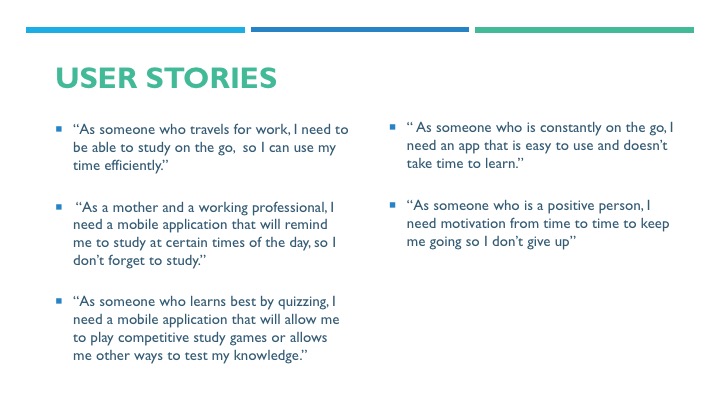 USER STORIES
“As someone who travels for work, I need to
be able to study on the go,  so I can use my
time efficiently.”
“As a mother and a working professional, I
need a mobile application that will remind
me to study at certain times of the day, so I
don’t forget to study.”
“As someone who learns best by quizzing, I
need a mobile application that will allow me
to play competitive study games or allows
me other ways to test my knowledge.”
“ As someone who is constantly on the go, I
need an app that is easy to use and doesn’t
take time to learn.”
“As someone who is a positive person, I
need motivation from time to time to keep
me going so I don’t give up”